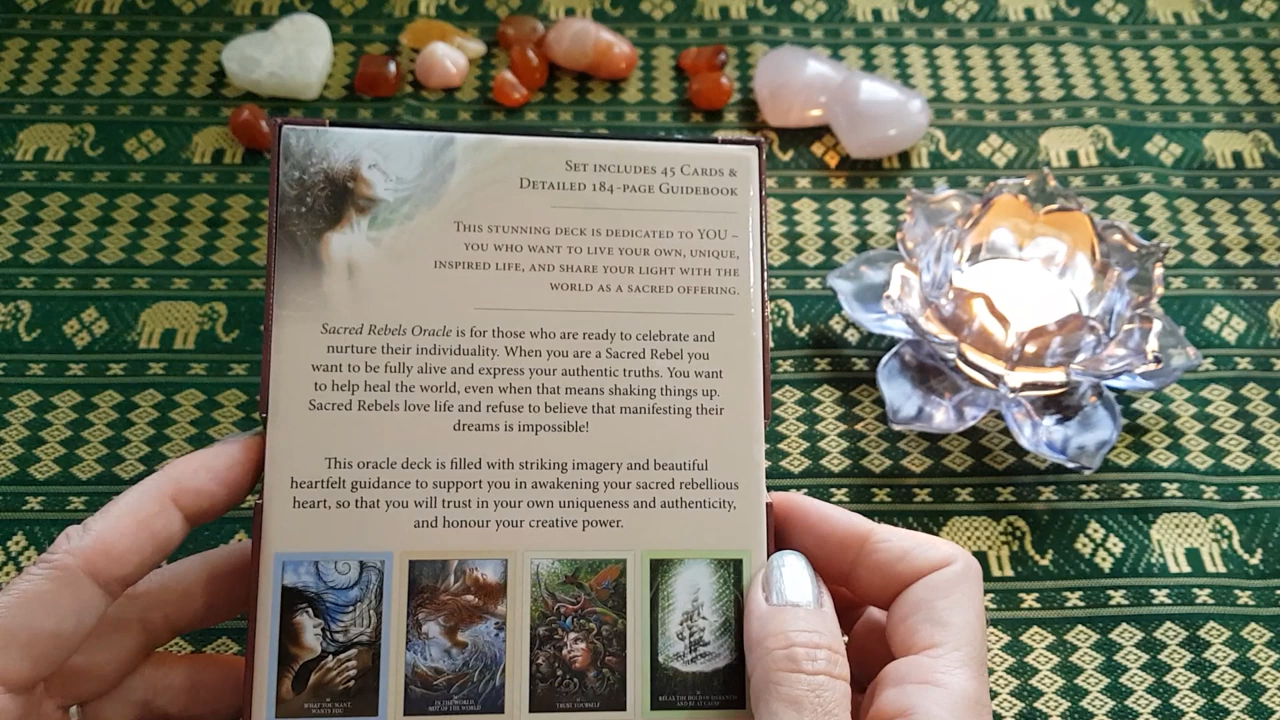 SET INCLUDES 45 CARDS &
DETAILED 184-PAGE GUIDEBOOK
THIS STUNNING DECK IS DEDICATED TO YOU –
YOU WHO WANT TO LIVE YOUR OWN, UNIQUE,
INSPIRED LIFE, AND SHARE YOUR LIGHT WITH THE
WORLD AS A SACRED OFFERING.
Sacred Rebels Oracle is for those who are ready to celebrate and
nurture their individuality. When you are a Sacred Rebel you
want to be fully alive and express your authentic truths. You want
to help heal the world, even when that means shaking things up.
Sacred Rebels love life and refuse to believe that manifesting their
dreams is impossible!
This oracle deck is filled with striking imagery and beautiful
heartfelt guidance to support you in awakening your sacred rebellious
heart, so that you will trust in your own uniqueness and authenticity,
and honour your creative power.
WHAT YOU WANT,
WANTS YOU
IN THE WORLD,
NOT OF THE WORLD
TRUST YOURSELF
RELAX THE HOLD OF DARKNESS
AND BE AT EASE